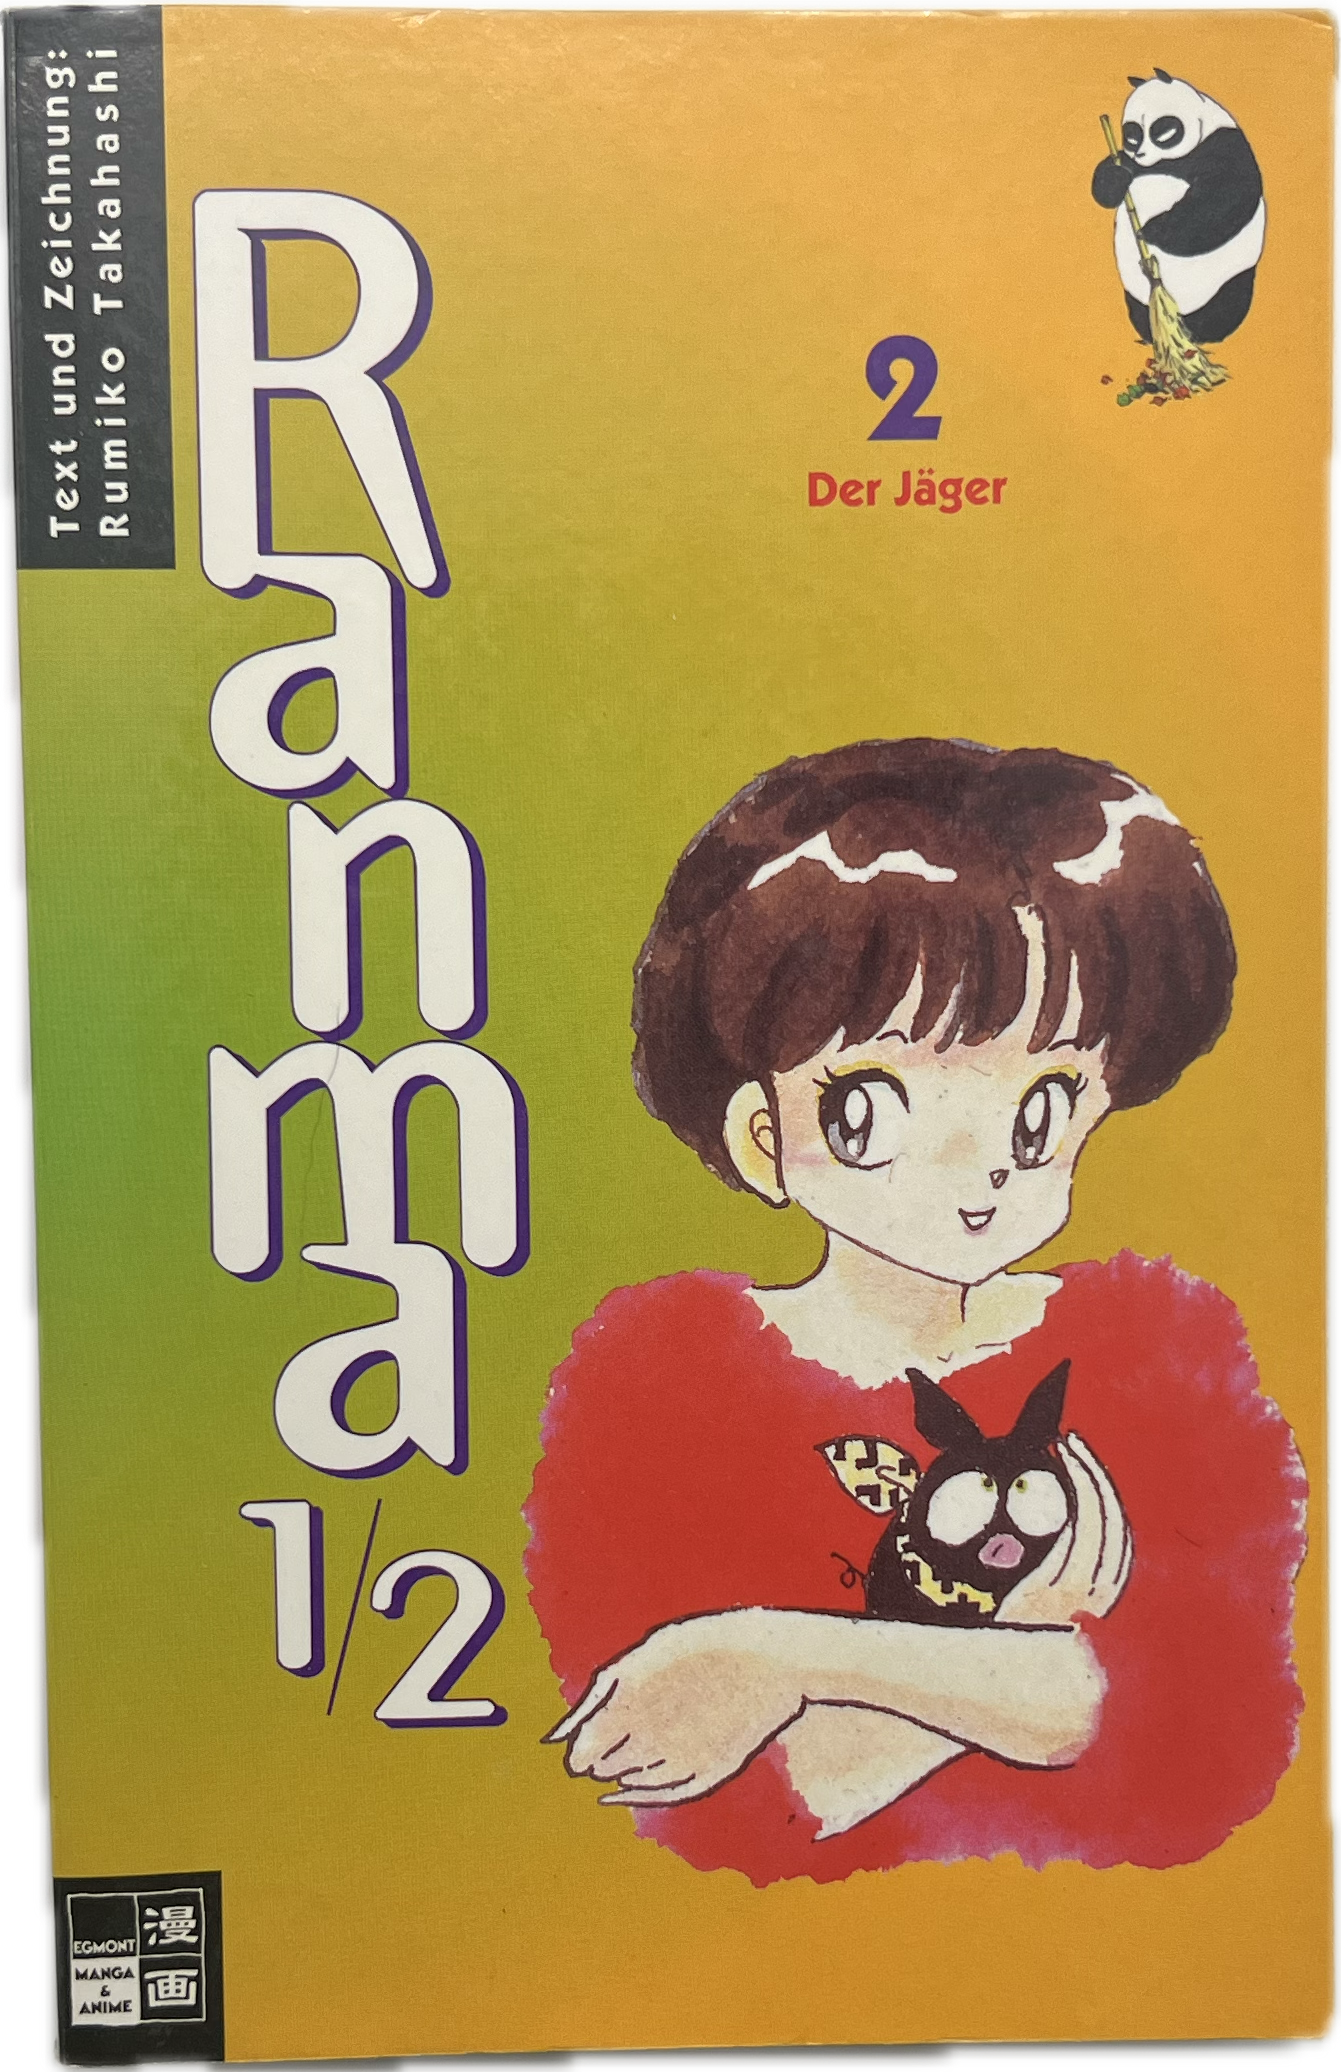 Text und Zeichnung:
Rumiko Takahashi
Ranma
1/2
2
Der Jäger
EGMONT
MANGA
&
ANIME
漫
画